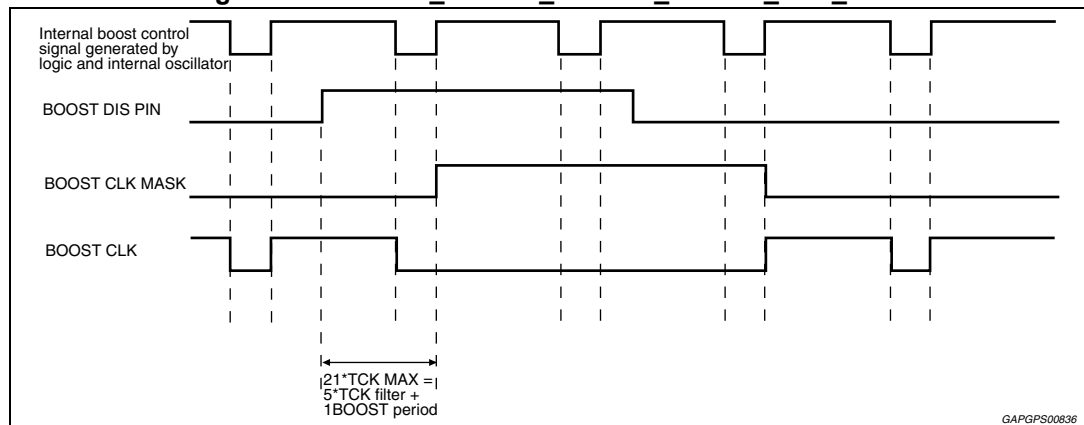 Internal boost control
signal generated by
logic and internal oscillator
BOOST DIS PIN
BOOST CLK MASK
BOOST CLK
21*TCK MAX =
5*TCK filter +
1BOOST period
GAPGPS00836